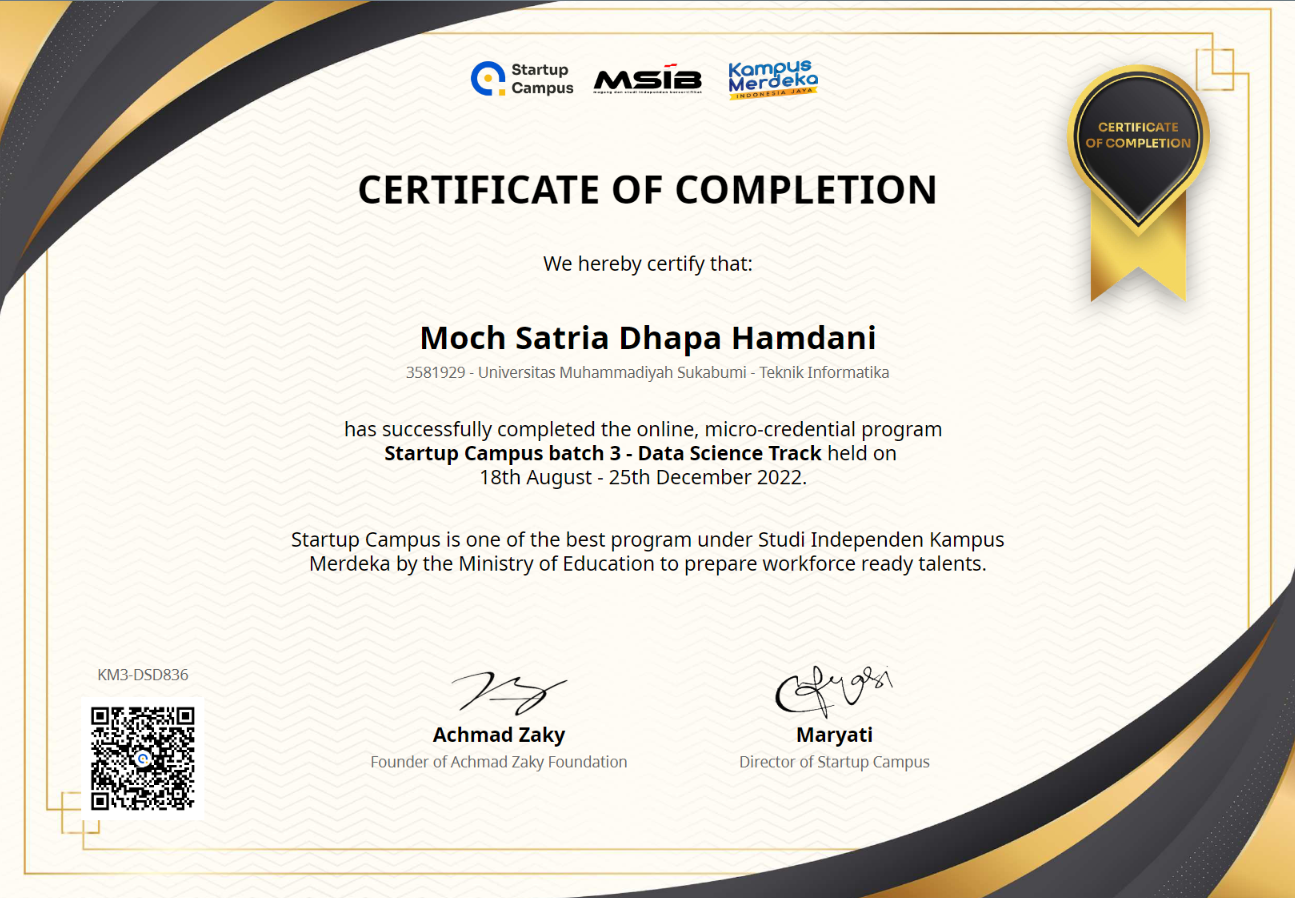 Startup
Campus
MSIB
Kampus
Merdeka
INDONESIA JAYA
CERTIFICATE
OF COMPLETION
CERTIFICATE OF COMPLETION
We hereby certify that:
Moch Satria Dhapa Hamdani
3581929 - Universitas Muhammadiyah Sukabumi - Teknik Informatika
has successfully completed the online, micro-credential program
Startup Campus batch 3 - Data Science Track held on
18th August - 25th December 2022.
Startup Campus is one of the best program under Studi Independen Kampus
Merdeka by the Ministry of Education to prepare workforce ready talents.
KM3-DSD836
Achmad Zaky
Founder of Achmad Zaky Foundation
Maryati
Director of Startup Campus